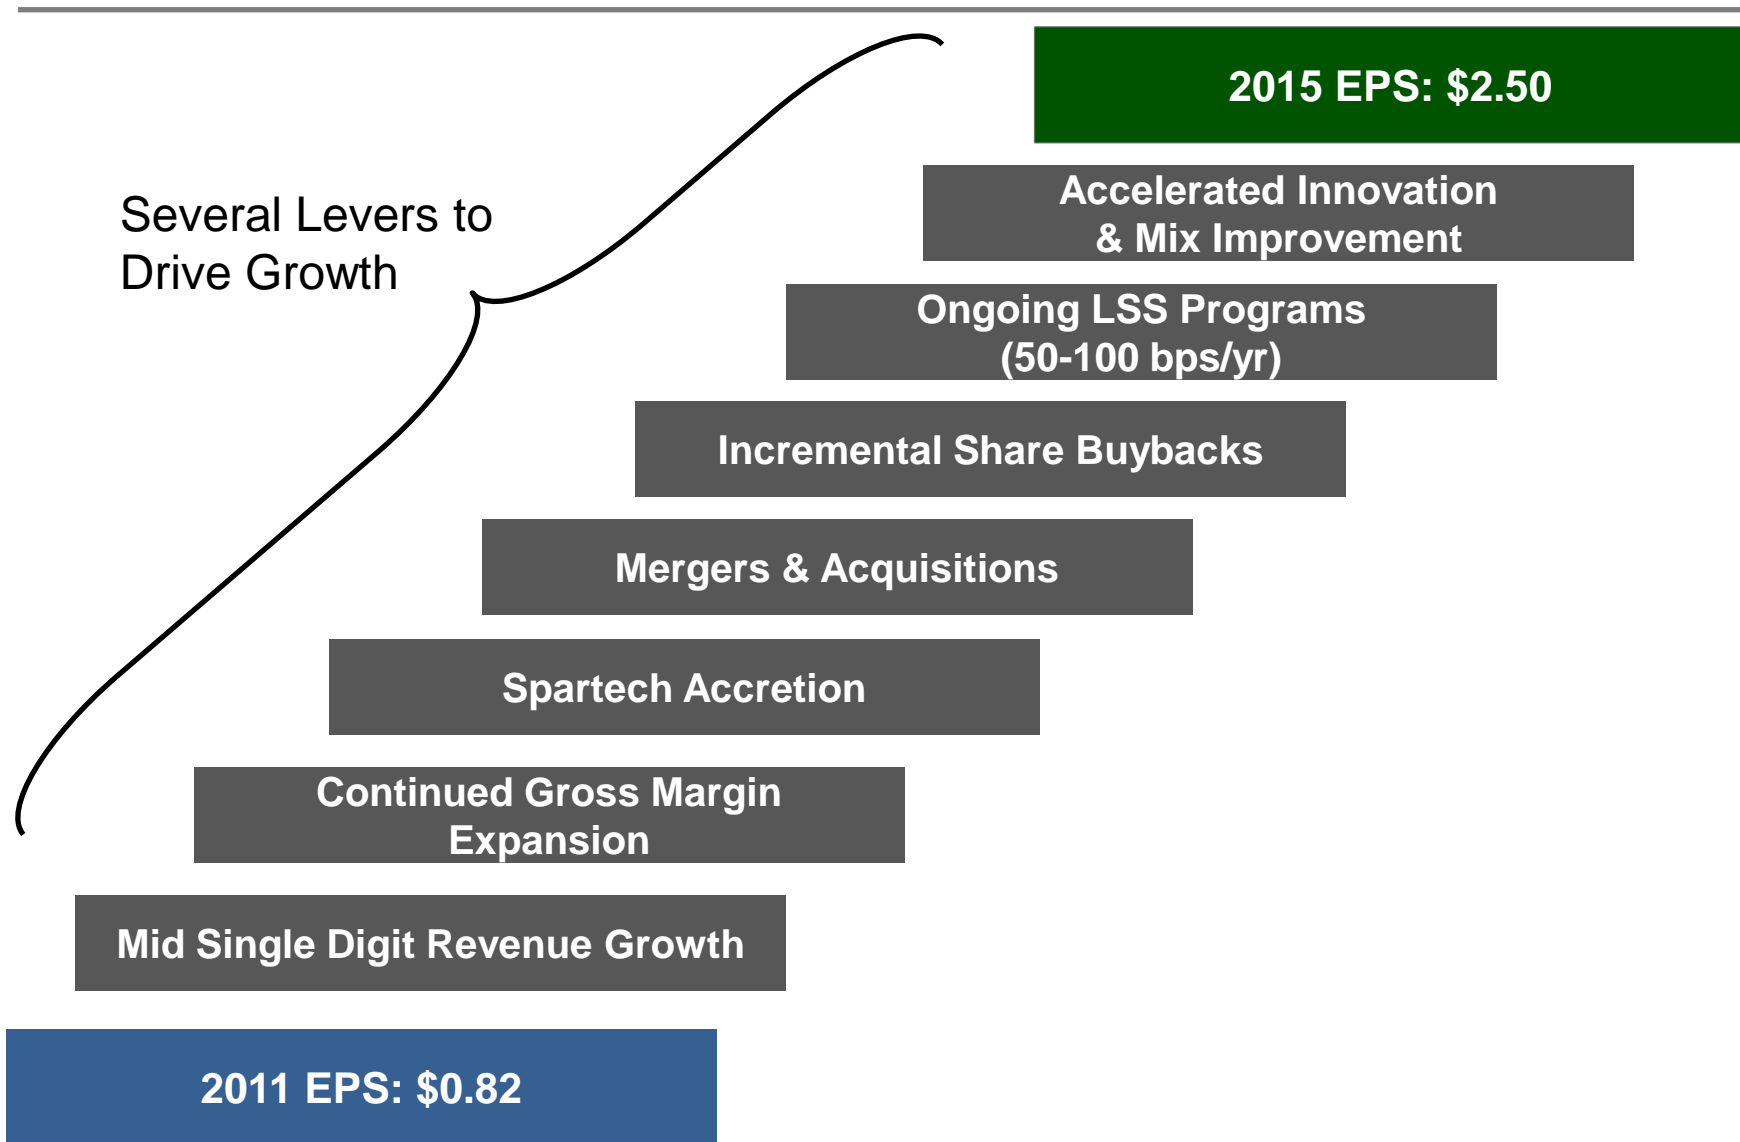 2015 EPS: $2.50
Several Levers to
Drive Growth
Accelerated Innovation
& Mix Improvement
Ongoing LSS Programs
(50-100 bps/yr)
Incremental Share Buybacks
Mergers & Acquisitions
Spartech Accretion
Continued Gross Margin
Expansion
Mid Single Digit Revenue Growth
2011 EPS: $0.82